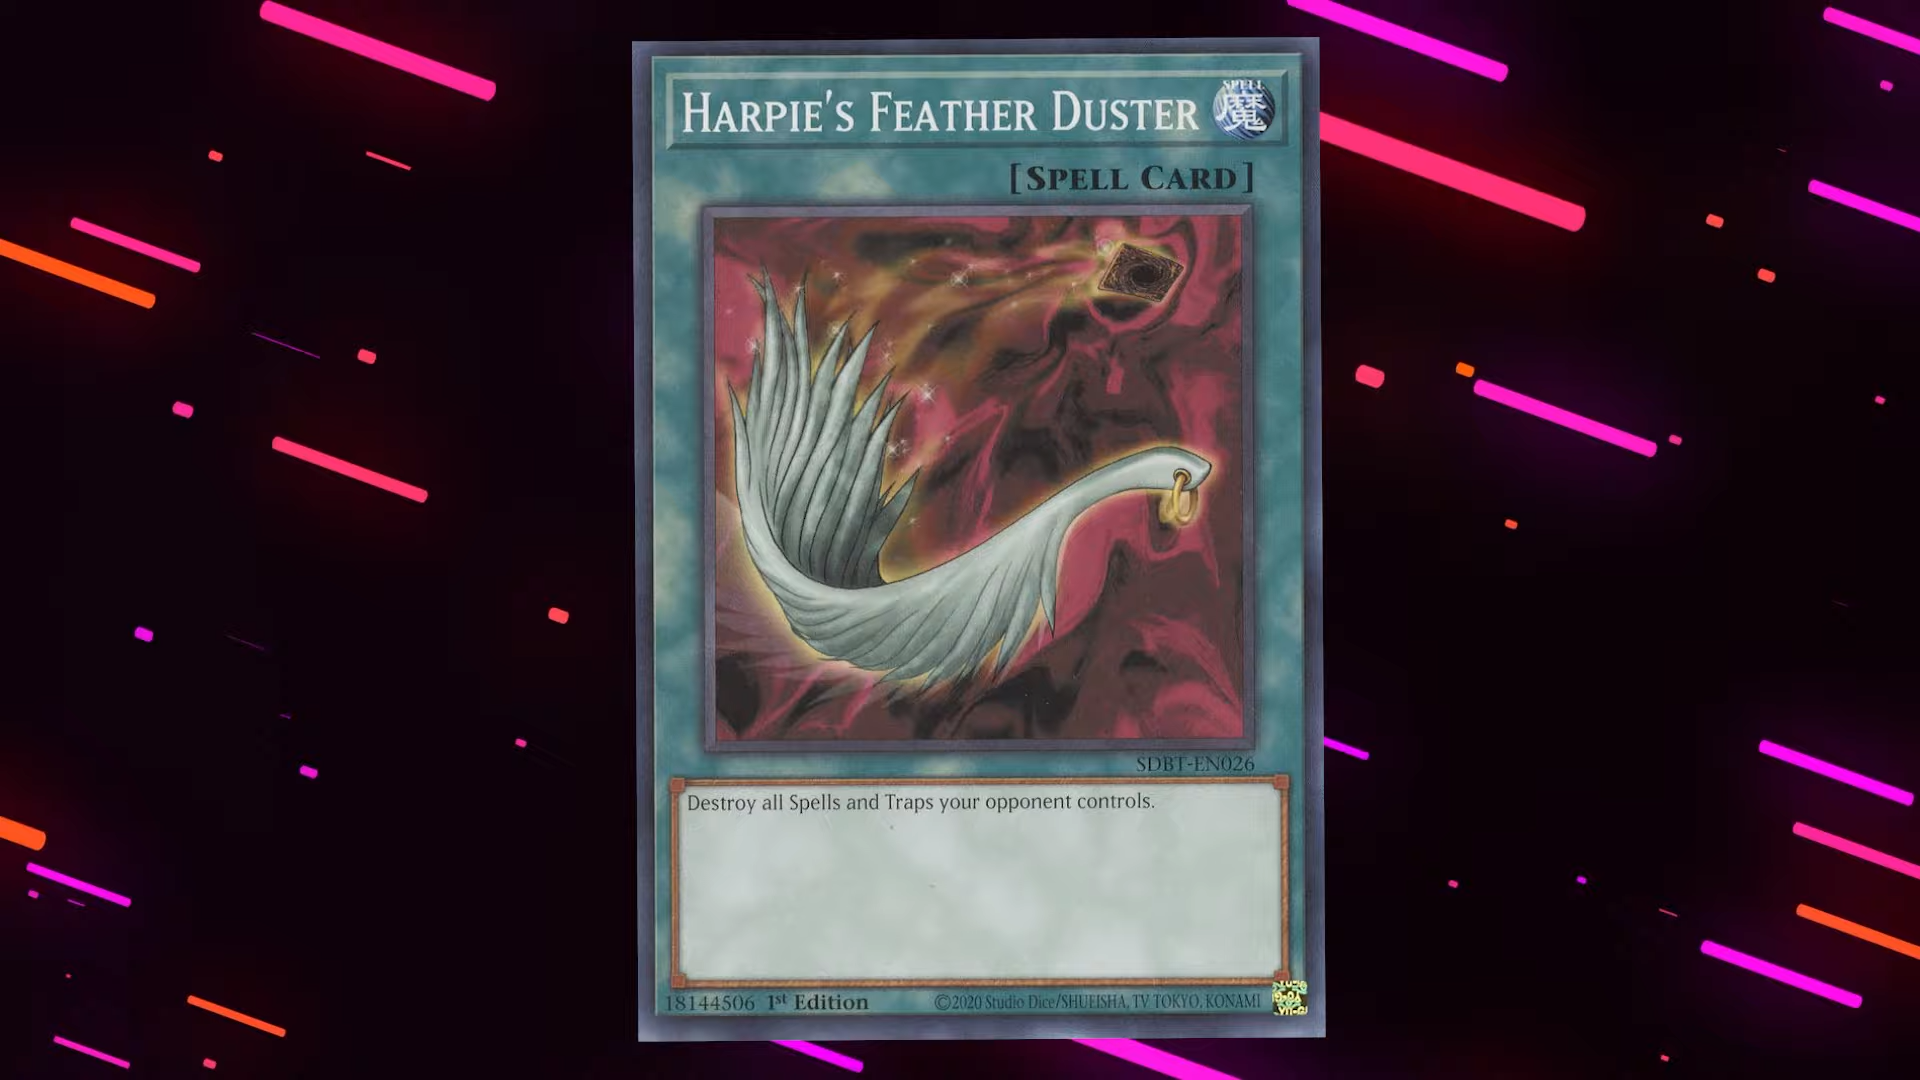 HARPIE'S FEATHER DUSTER
SPELL
魔
[SPELL CARD]
SDBT-EN026
Destroy all Spells and Traps your opponent controls.
18144506 1st Edition ©2020 Studio Dice/SHUEISHA, TV TOKYO, KONAMI